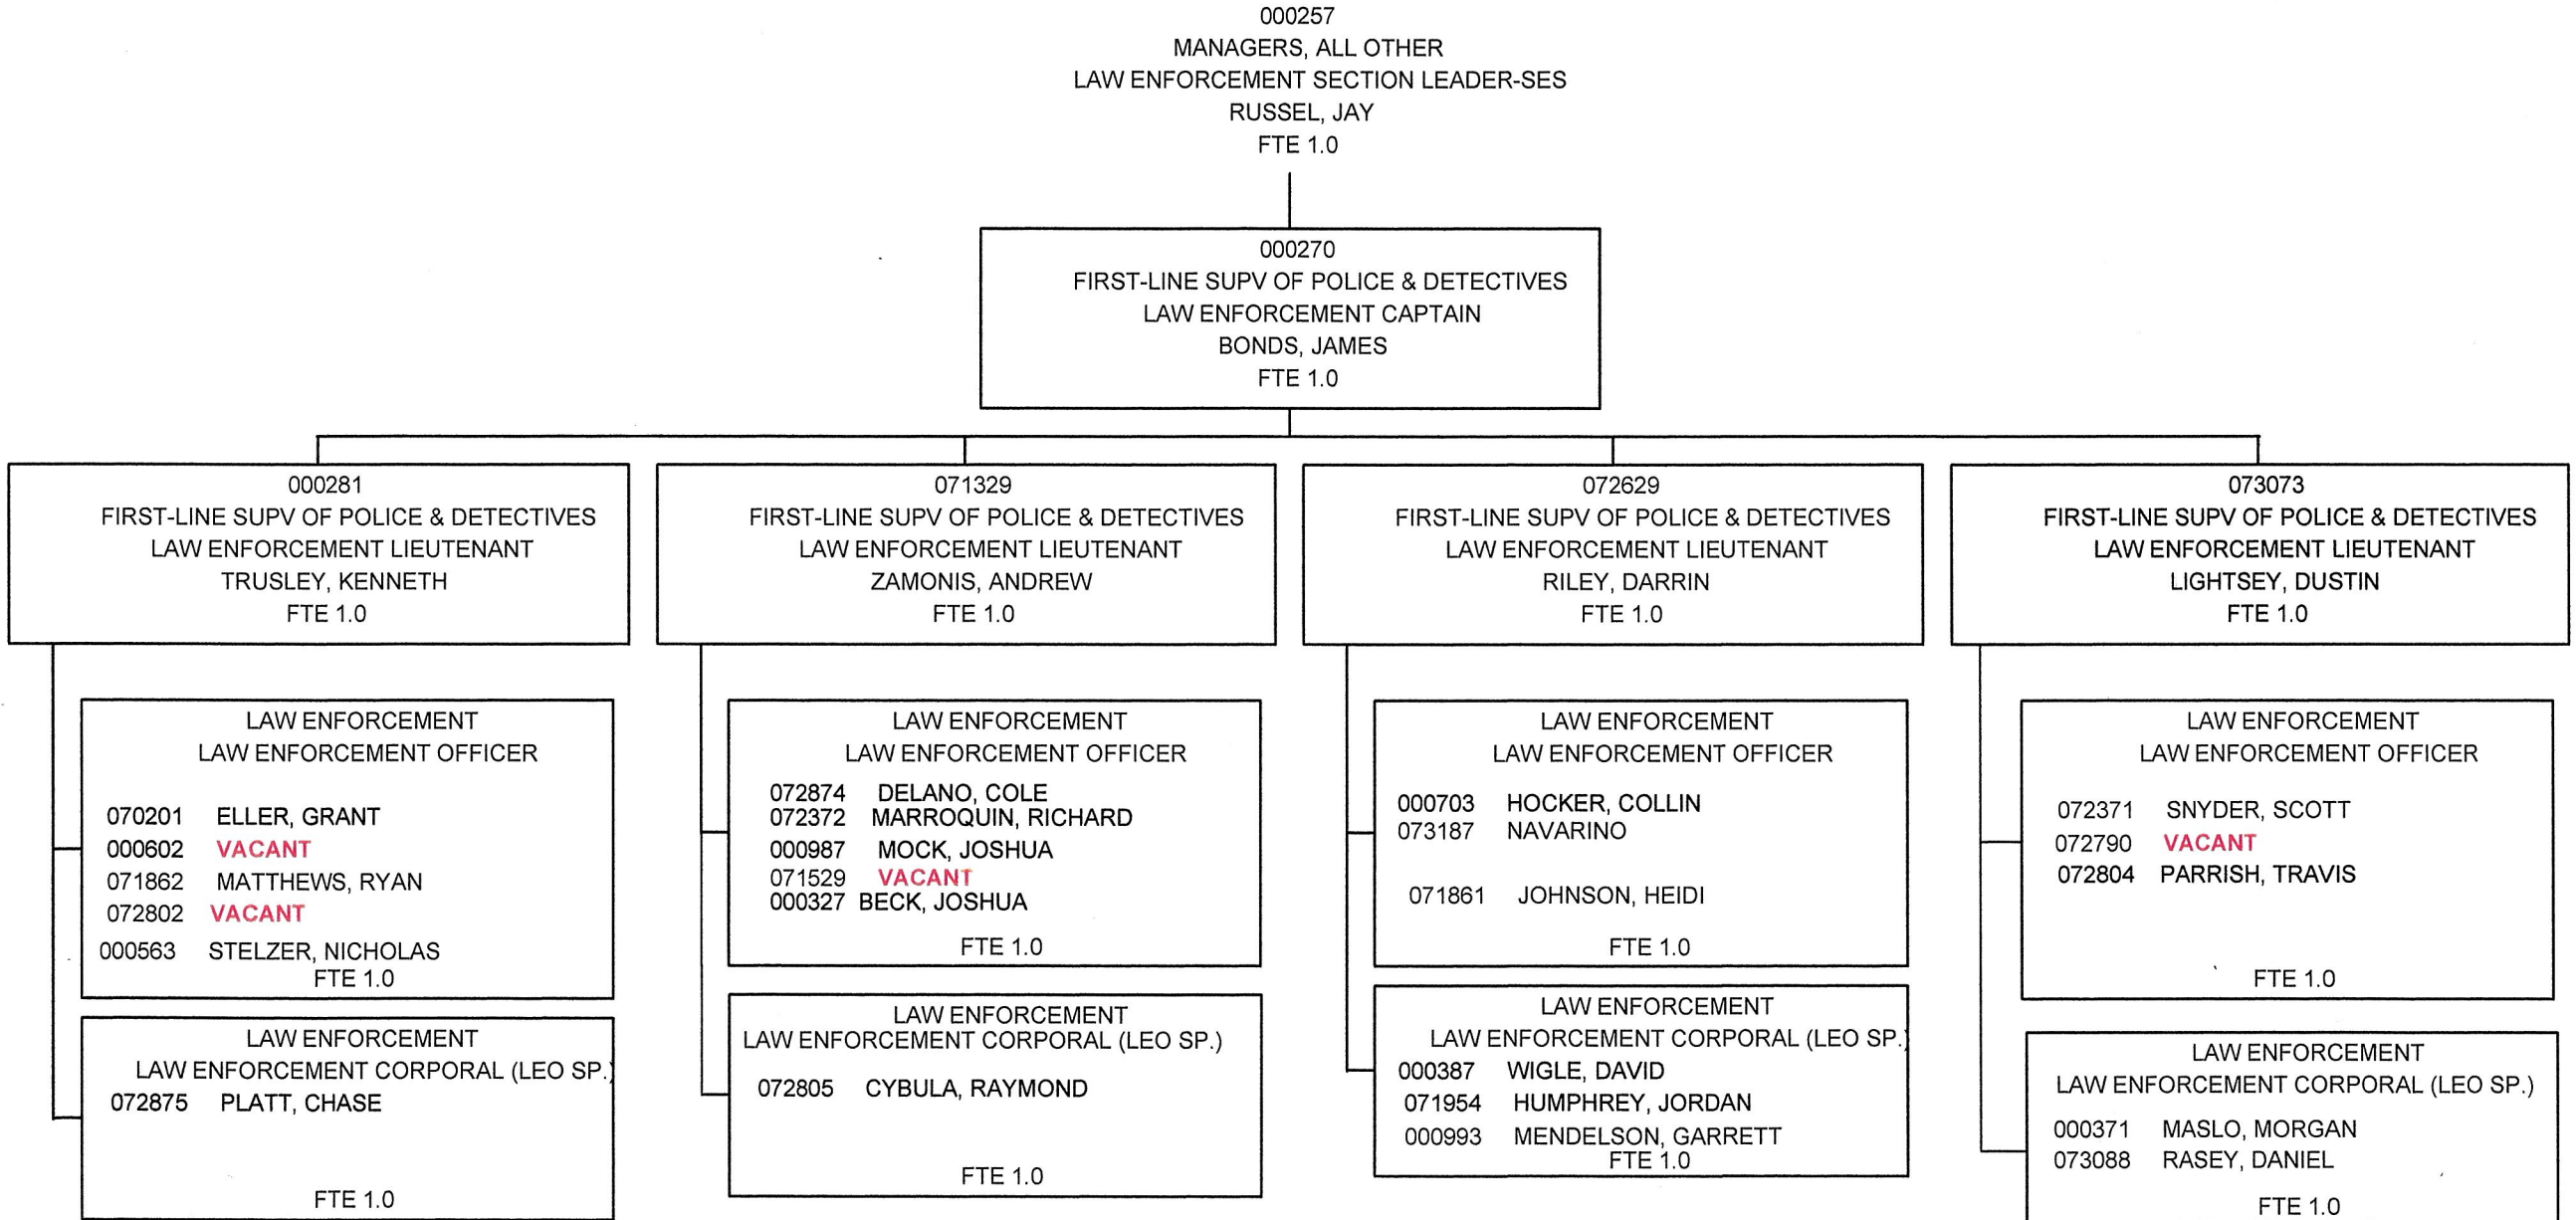 000257
MANAGERS, ALL OTHER
LAW ENFORCEMENT SECTION LEADER-SES
RUSSEL, JAY
FTE 1.0
000270
FIRST-LINE SUPV OF POLICE & DETECTIVES
LAW ENFORCEMENT CAPTAIN
BONDS, JAMES
FTE 1.0
000281
FIRST-LINE SUPV OF POLICE & DETECTIVES
LAW ENFORCEMENT LIEUTENANT
TRUSLEY, KENNETH
FTE 1.0
LAW ENFORCEMENT
LAW ENFORCEMENT OFFICER
070201 ELLER, GRANT
000602 VACANT
071862 MATTHEWS, RYAN
072802 VACANT
000563 STELZER, NICHOLAS
FTE 1.0
LAW ENFORCEMENT
LAW ENFORCEMENT CORPORAL (LEO SP.)
072875 PLATT, CHASE
FTE 1.0
071329
FIRST-LINE SUPV OF POLICE & DETECTIVES
LAW ENFORCEMENT LIEUTENANT
ZAMONIS, ANDREW
FTE 1.0
LAW ENFORCEMENT
LAW ENFORCEMENT OFFICER
072874 DELANO, COLE
072372 MARROQUIN, RICHARD
000987 MOCK, JOSHUA
071529 VACANT
000327 BECK, JOSHUA
FTE 1.0
LAW ENFORCEMENT
LAW ENFORCEMENT CORPORAL (LEO SP.)
072805 CYBULA, RAYMOND
FTE 1.0
072629
FIRST-LINE SUPV OF POLICE & DETECTIVES
LAW ENFORCEMENT LIEUTENANT
RILEY, DARRIN
FTE 1.0
LAW ENFORCEMENT
LAW ENFORCEMENT OFFICER
000703 HOCKER, COLLIN
073187 NAVARINO
071861 JOHNSON, HEIDI
FTE 1.0
LAW ENFORCEMENT
LAW ENFORCEMENT CORPORAL (LEO SP.)
000387 WIGLE, DAVID
071954 HUMPHREY, JORDAN
000993 MENDELSON, GARRETT
FTE 1.0
073073
FIRST-LINE SUPV OF POLICE & DETECTIVES
LAW ENFORCEMENT LIEUTENANT
LIGHTSEY, DUSTIN
FTE 1.0
LAW ENFORCEMENT
LAW ENFORCEMENT OFFICER
072371 SNYDER, SCOTT
072790 VACANT
072804 PARRISH, TRAVIS
FTE 1.0
LAW ENFORCEMENT
LAW ENFORCEMENT CORPORAL (LEO SP.)
000371 MASLO, MORGAN
073088 RASEY, DANIEL
FTE 1.0